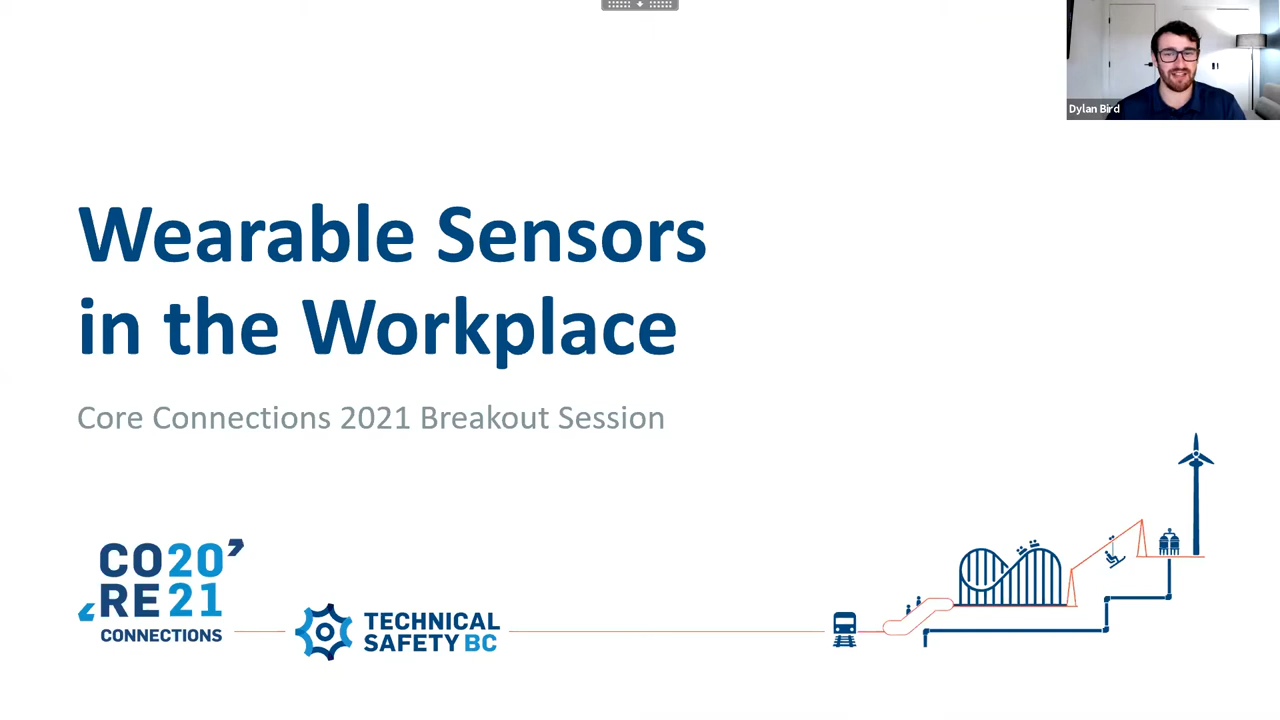 Dylan Bird
Wearable Sensors
in the Workplace
Core Connections 2021 Breakout Session
CO20
RE21
CONNECTIONS
TECHNICAL
SAFETY BC